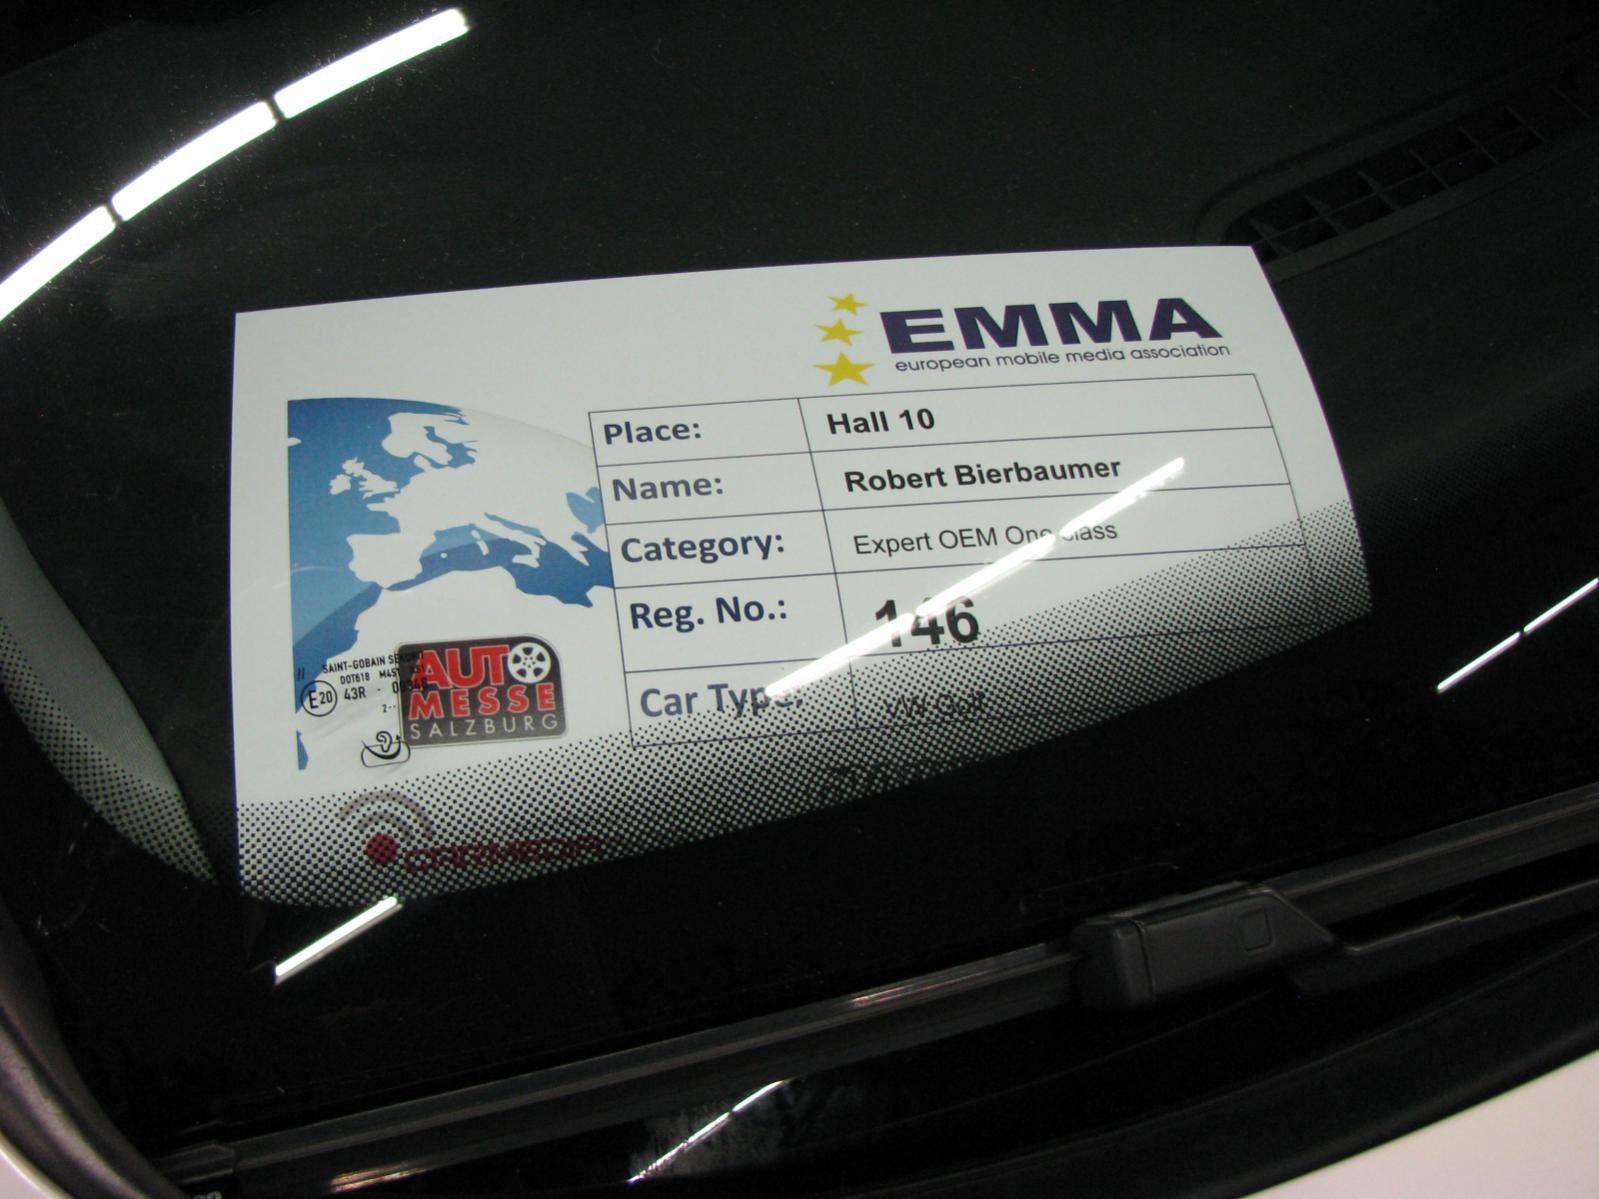 EMMA
european mobile media association
Place: Hall 10
Name: Robert Bierbaumer
Category: Expert OEM One class
Reg. No.: 146
Car Type: VW Golf
SAINT-GOBAIN
DOT618
E20 43R
AUTO
MESSE
SALZBURG